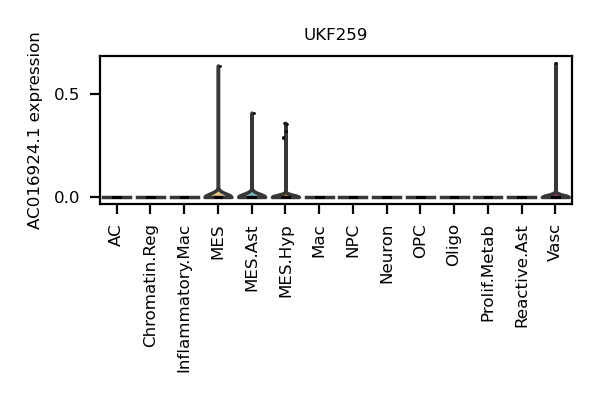 UKF259
AC016924.1 expression
0.5
0.0
AC
Chromatin.Reg
Inflammatory.Mac
MES
MES.Ast
MES.Hyp
Mac
NPC
Neuron
OPC
Oligo
Prolif.Metab
Reactive.Ast
Vasc